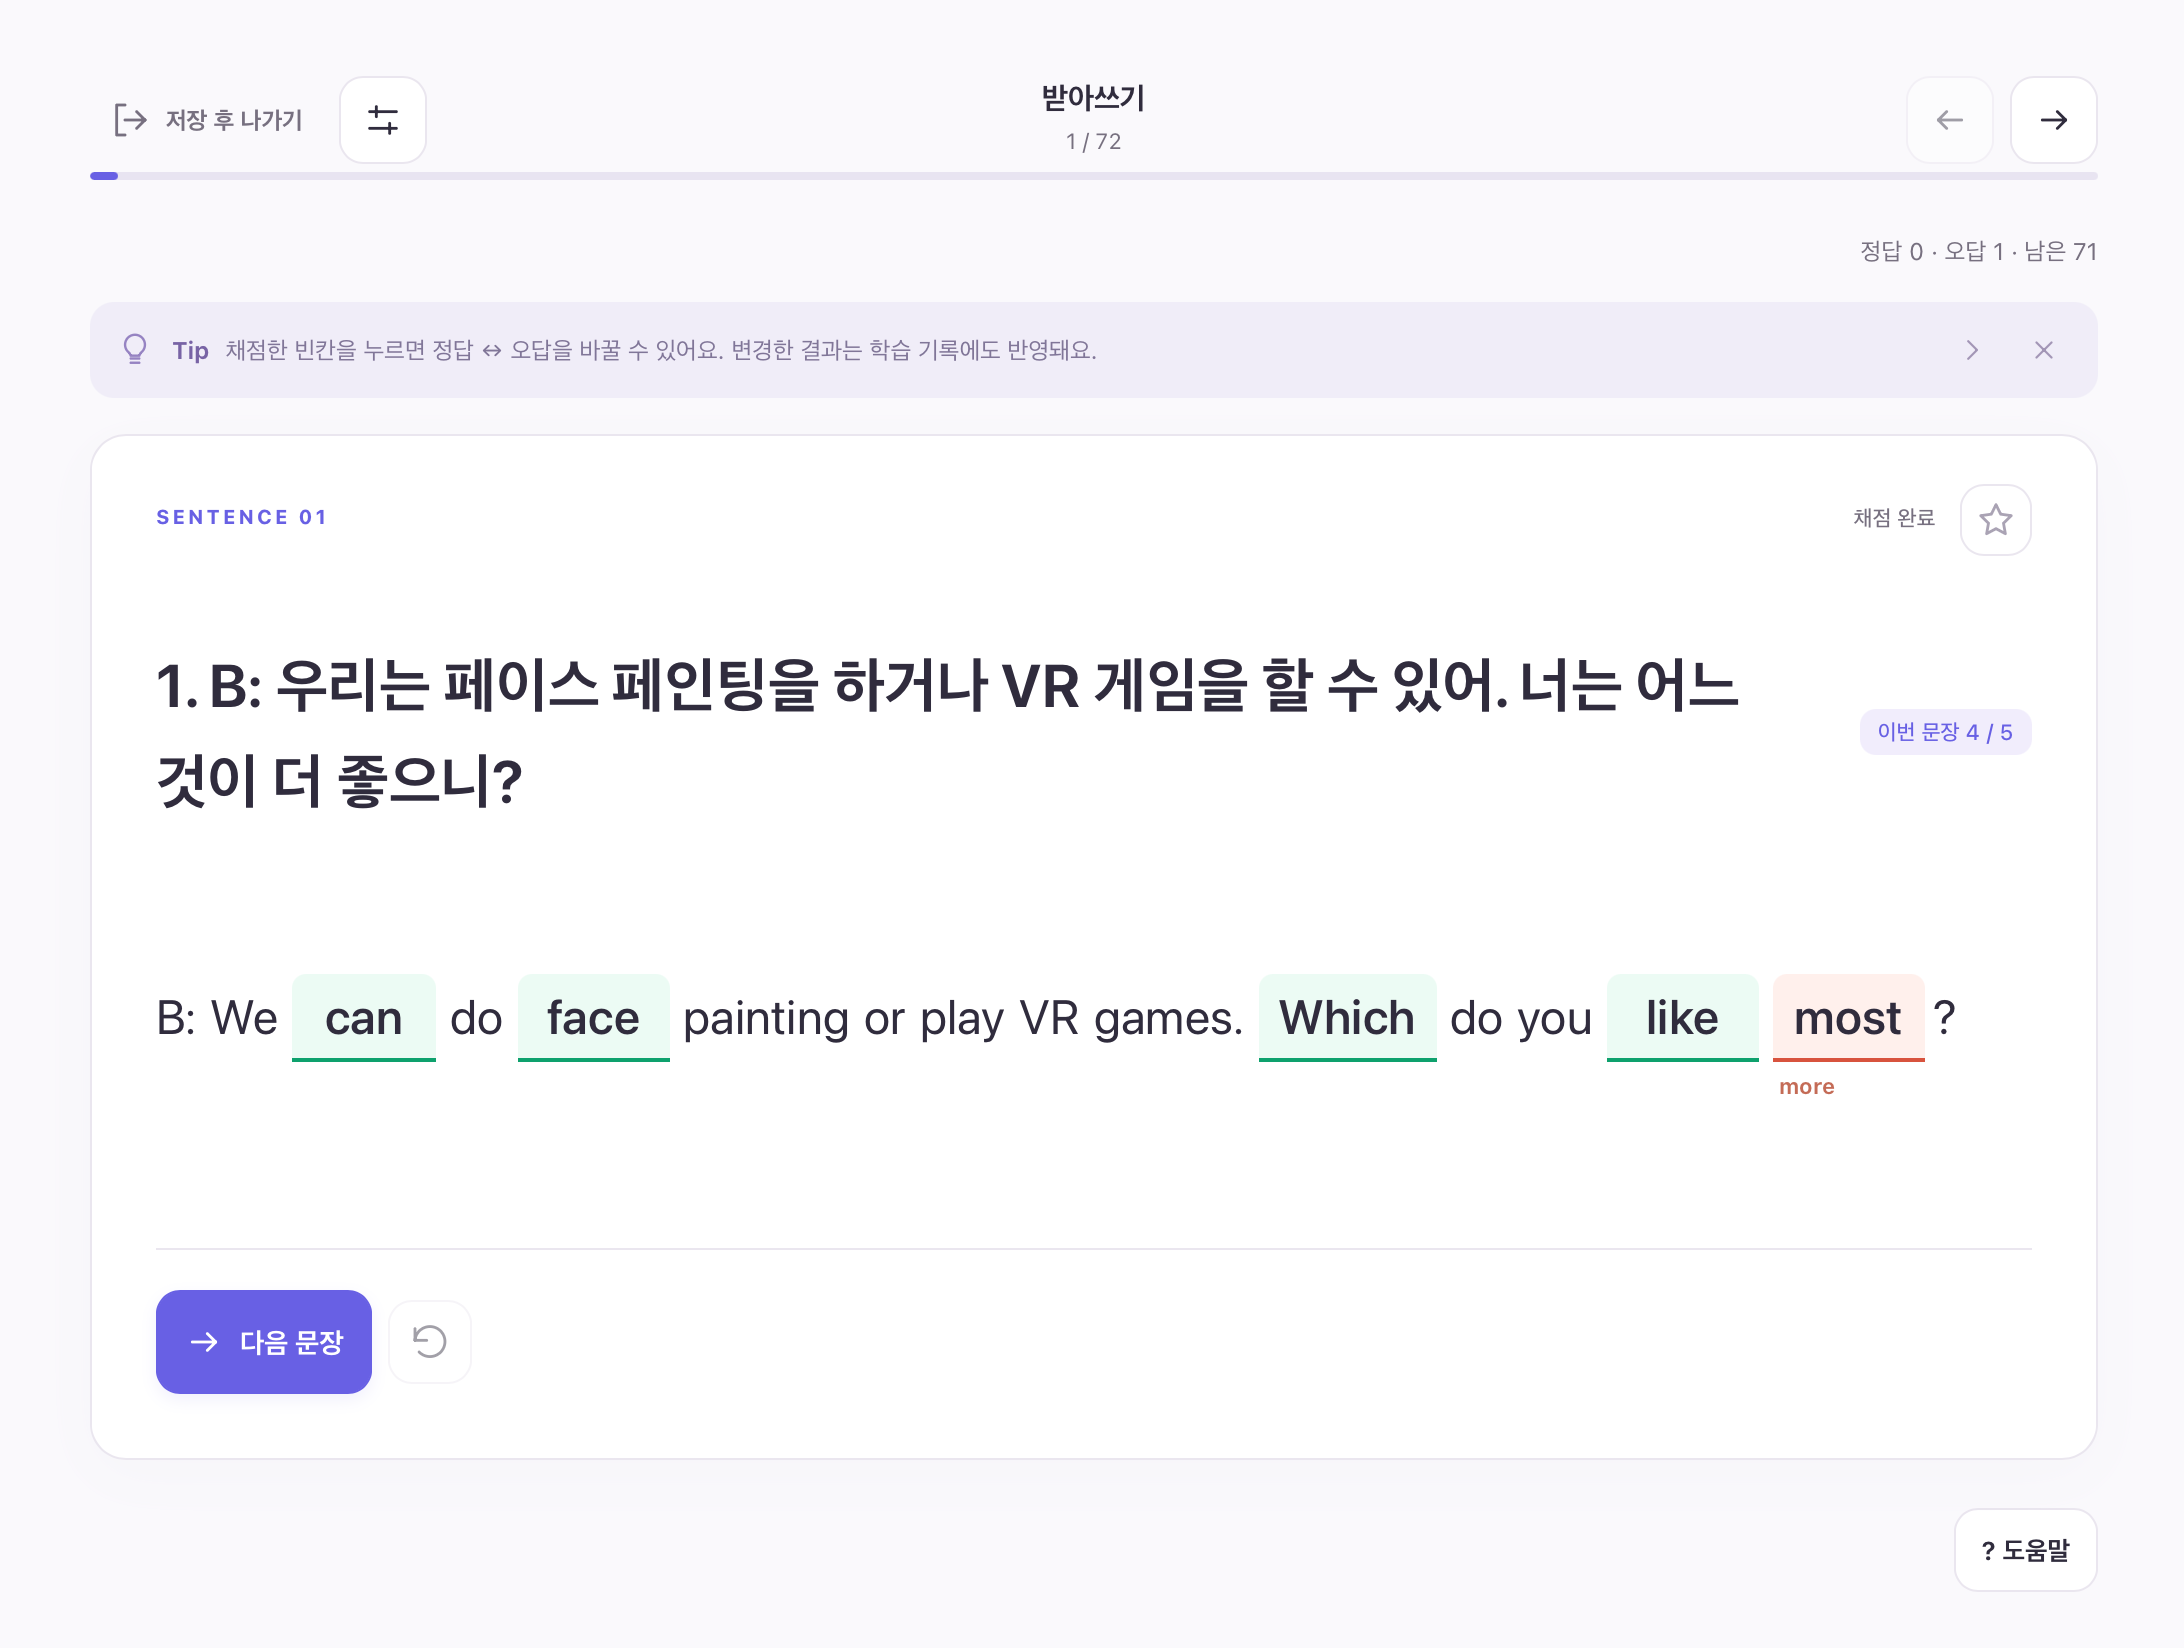 저장 후 나가기
받아쓰기
1 / 72
정답 0 · 오답 1 · 남은 71
Tip 채점한 빈칸을 누르면 정답 ↔ 오답을 바꿀 수 있어요. 변경한 결과는 학습 기록에도 반영돼요.
SENTENCE 01
채점 완료
1. B: 우리는 페이스 페인팅을 하거나 VR 게임을 할 수 있어. 너는 어느
것이 더 좋으니?
이번 문장 4 / 5
B: We can do face painting or play VR games. Which do you like most ?
more
다음 문장
? 도움말